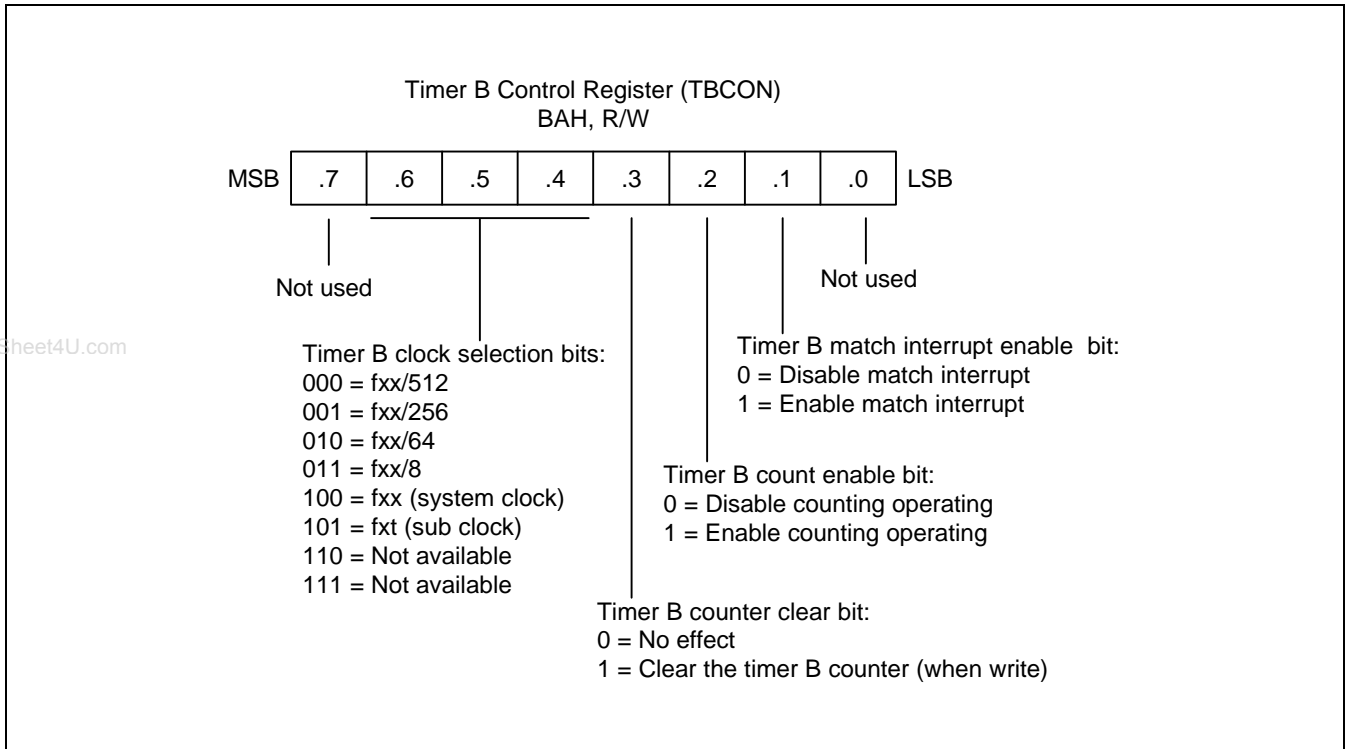 Timer B Control Register (TBCON)
BAH, R/W
MSB .7 .6 .5 .4 .3 .2 .1 .0 LSB
Not used
Not used
Sheet4U.com
Timer B clock selection bits:
000 = fxx/512
001 = fxx/256
010 = fxx/64
011 = fxx/8
100 = fxx (system clock)
101 = fxt (sub clock)
110 = Not available
111 = Not available
Timer B match interrupt enable bit:
0 = Disable match interrupt
1 = Enable match interrupt
Timer B count enable bit:
0 = Disable counting operating
1 = Enable counting operating
Timer B counter clear bit:
0 = No effect
1 = Clear the timer B counter (when write)